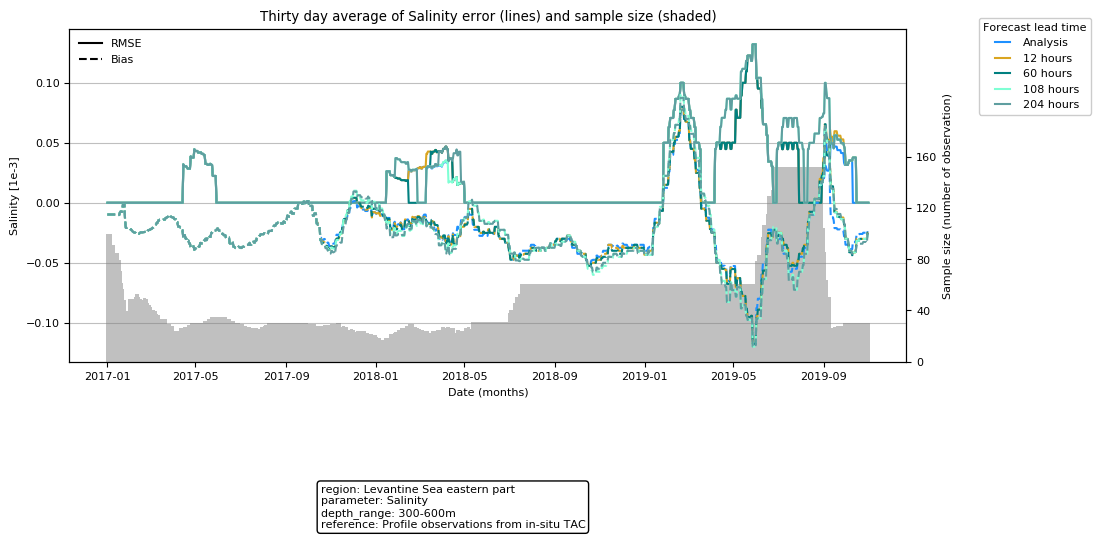 Thirty day average of Salinity error (lines) and sample size (shaded)
RMSE
Bias
Forecast lead time
Analysis
12 hours
60 hours
108 hours
204 hours
Salinity [1e-3]
0.10
0.05
0.00
−0.05
−0.10
Sample size (number of observation)
160
120
80
40
0
2017-01 2017-05 2017-09 2018-01 2018-05 2018-09 2019-01 2019-05 2019-09
Date (months)
region: Levantine Sea eastern part
parameter: Salinity
depth_range: 300-600m
reference: Profile observations from in-situ TAC